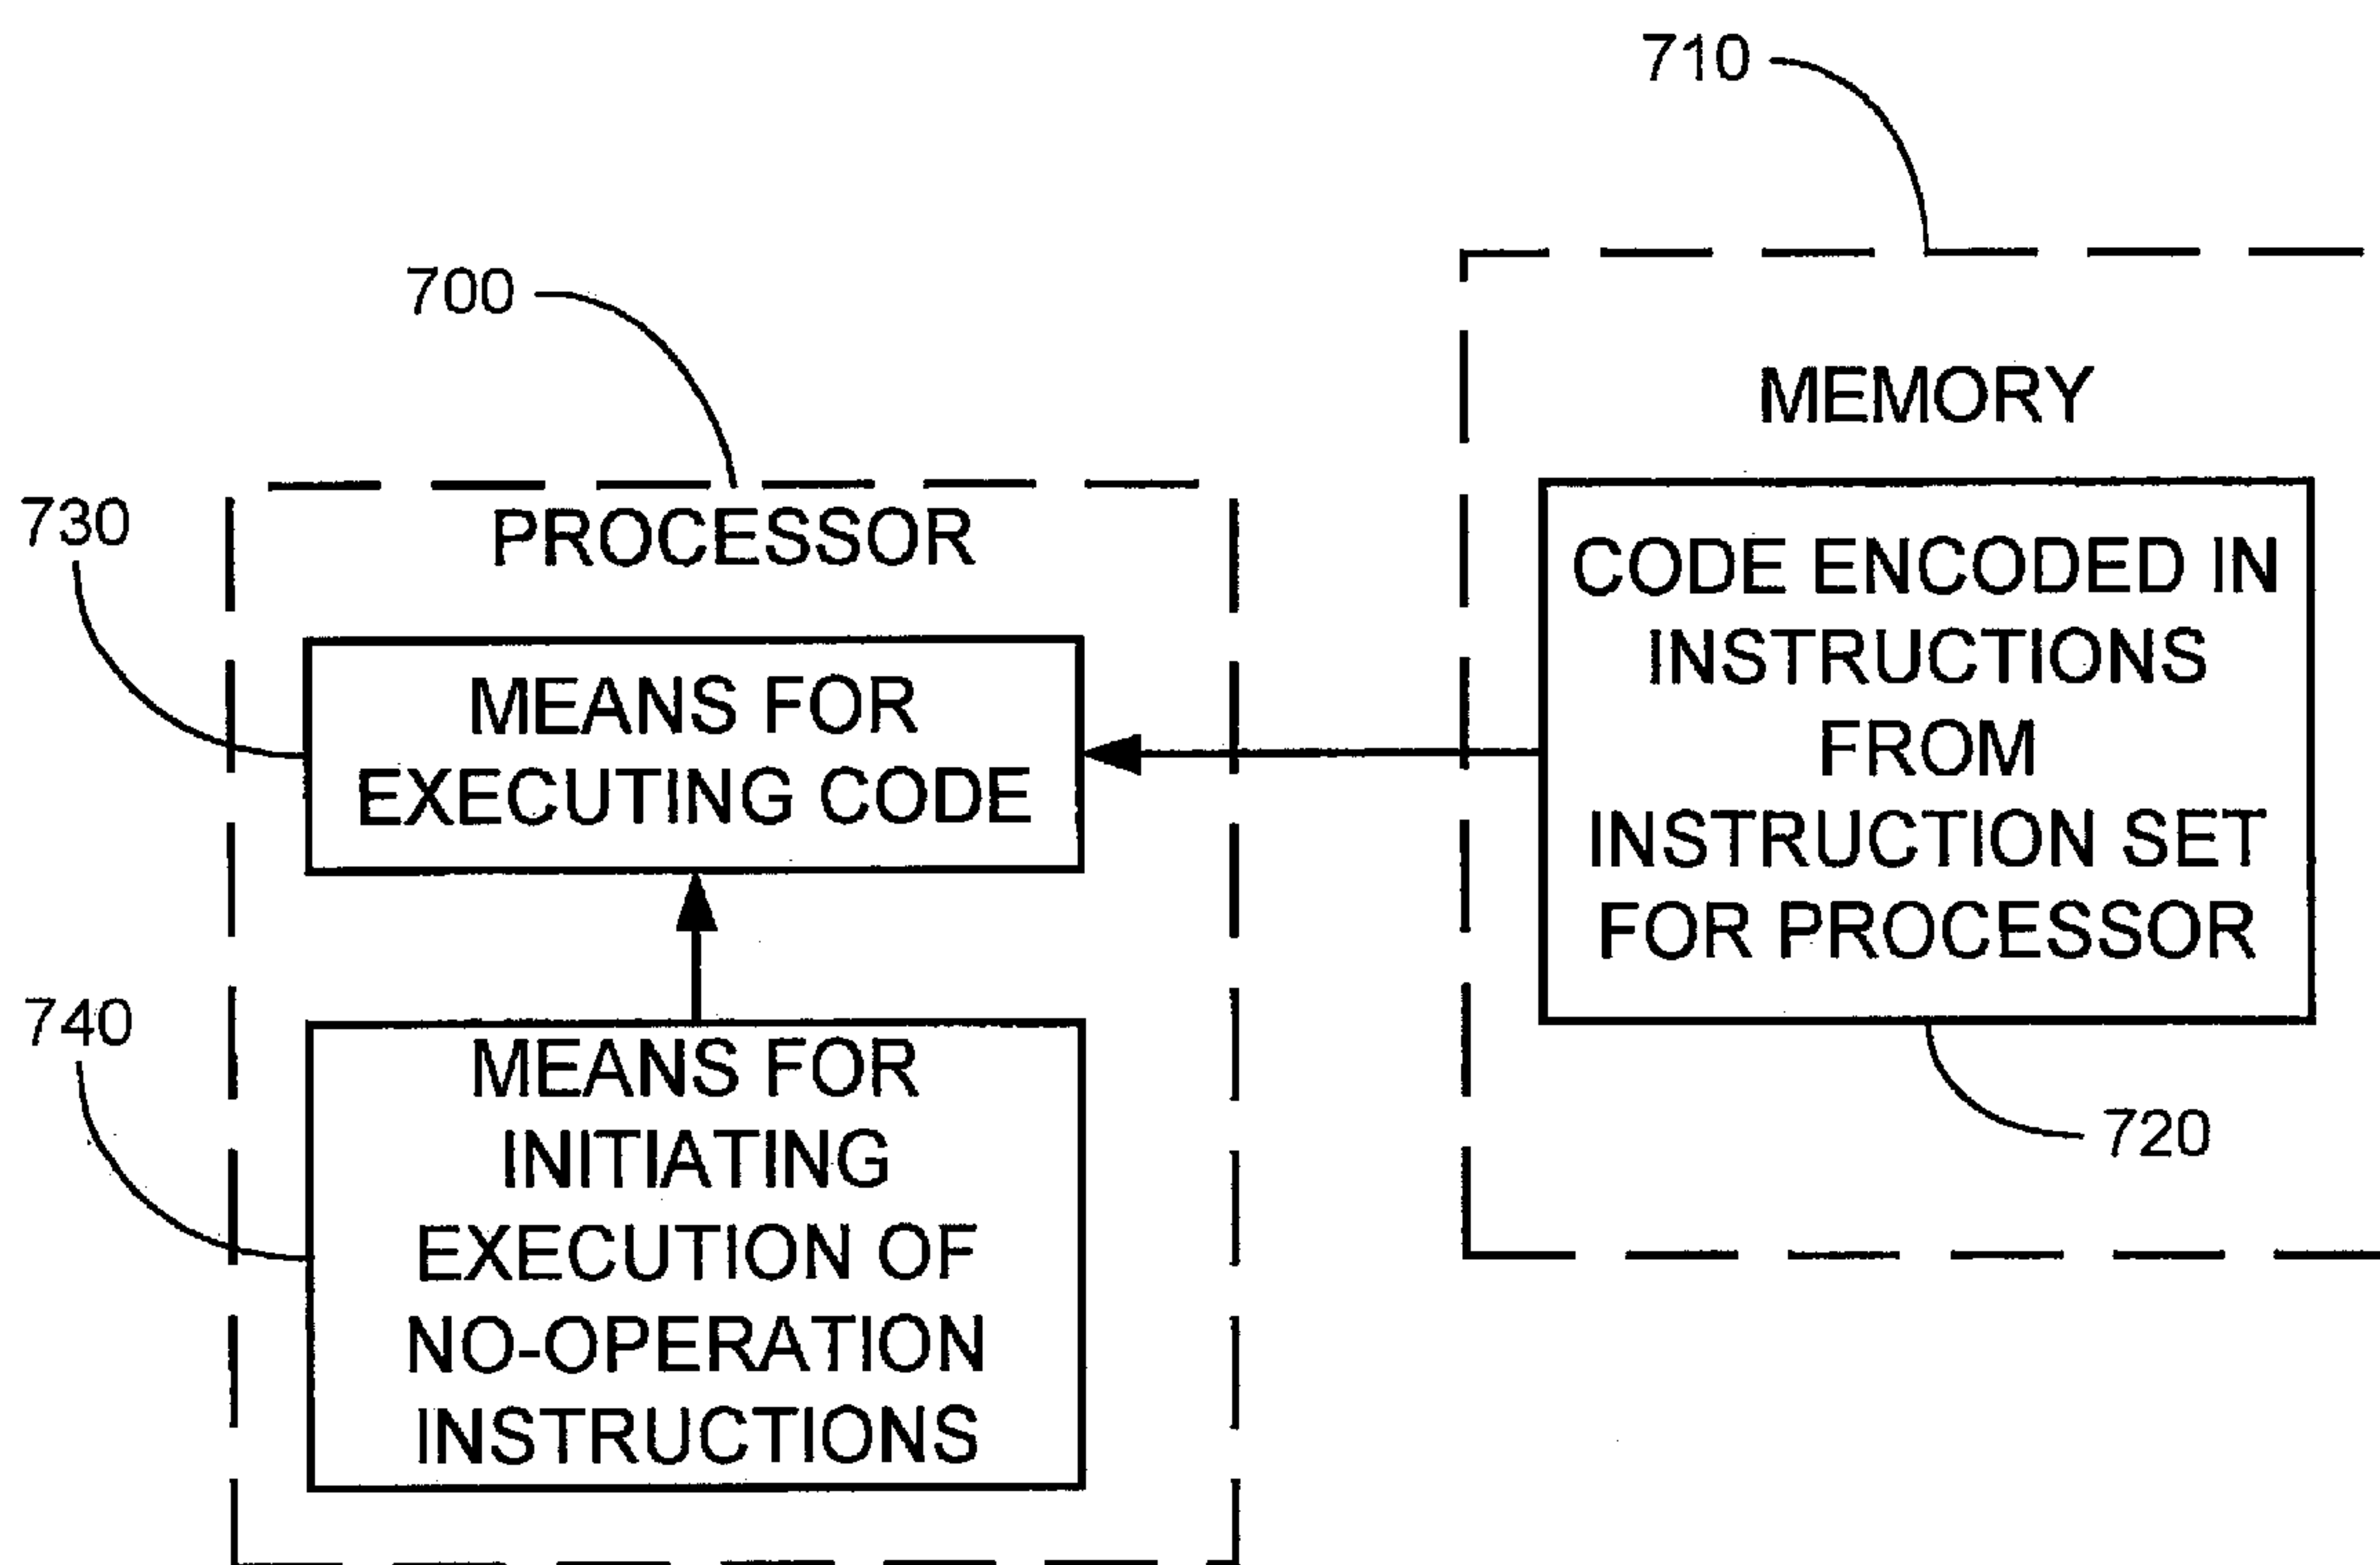 710
700
MEMORY
730
PROCESSOR
CODE ENCODED IN
INSTRUCTIONS
FROM
INSTRUCTION SET
FOR PROCESSOR
MEANS FOR
EXECUTING CODE
740
MEANS FOR
INITIATING
EXECUTION OF
NO-OPERATION
INSTRUCTIONS
720